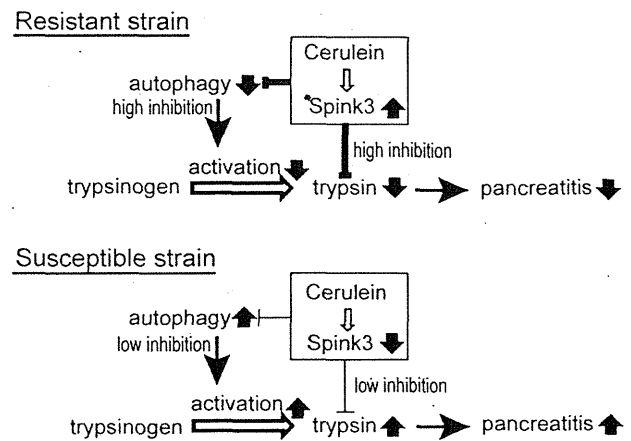 Resistant strain
Cerulein
autophagy
Spink3
high inhibition
high inhibition
activation
trypsinogen
trypsin
pancreatitis
Susceptible strain
Cerulein
autophagy
Spink3
low inhibition
low inhibition
activation
trypsinogen
trypsin
pancreatitis